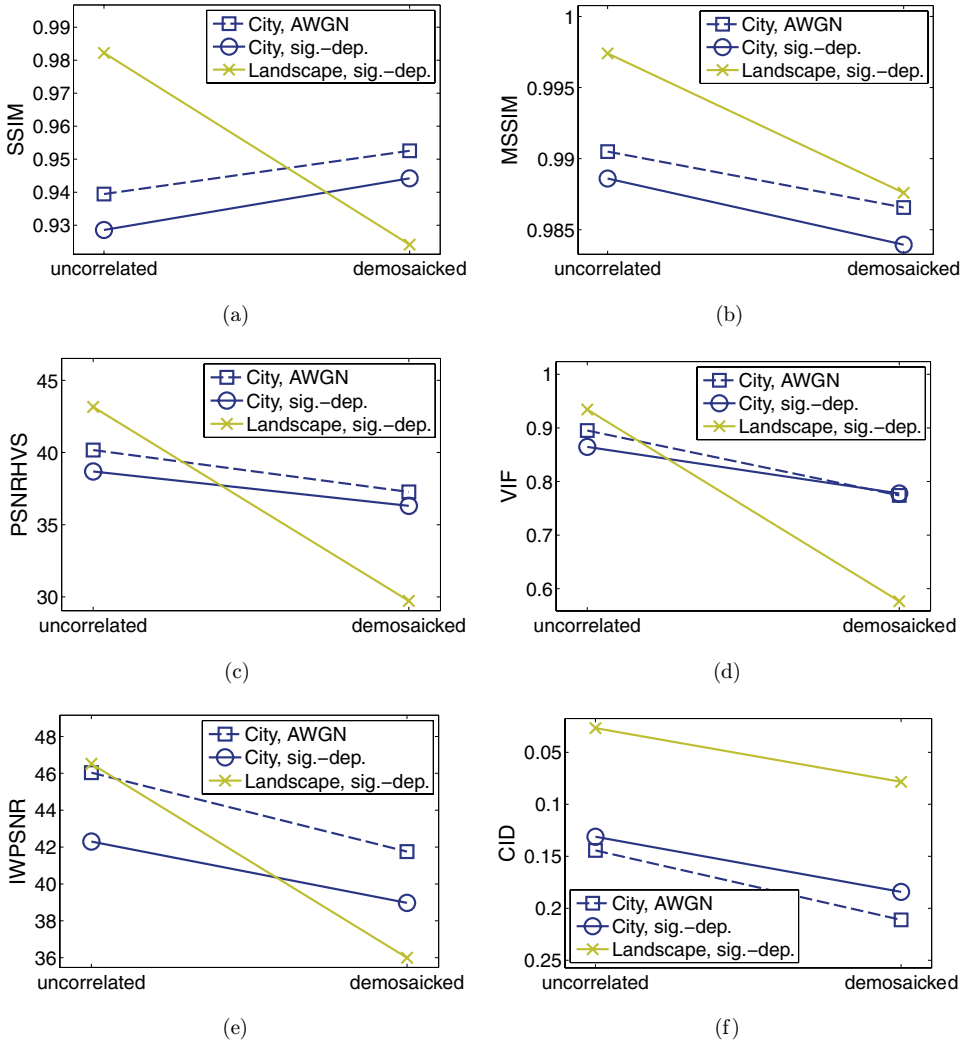 0.99
0.98
0.97
0.96
0.95
0.94
0.93
SSIM
City, AWGN
City, sig.-dep.
Landscape, sig.-dep.
uncorrelated demosaicked
(a)
1
0.995
0.99
0.985
MSSIM
City, AWGN
City, sig.-dep.
Landscape, sig.-dep.
uncorrelated demosaicked
(b)
45
40
35
30
PSNRHVS
City, AWGN
City, sig.-dep.
Landscape, sig.-dep.
uncorrelated demosaicked
(c)
1
0.9
0.8
0.7
0.6
VIF
City, AWGN
City, sig.-dep.
Landscape, sig.-dep.
uncorrelated demosaicked
(d)
48
46
44
42
40
38
36
IWPSNR
City, AWGN
City, sig.-dep.
Landscape, sig.-dep.
uncorrelated demosaicked
(e)
0.05
0.1
0.15
0.2
0.25
CID
City, AWGN
City, sig.-dep.
Landscape, sig.-dep.
uncorrelated demosaicked
(f)